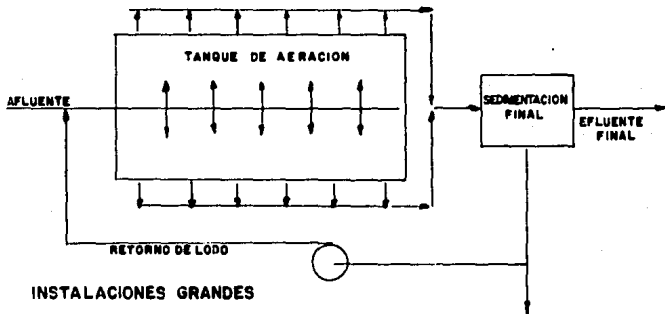 TANQUE DE AERACION
AFLUENTE
SEDIMENTACION
FINAL
EFLUENTE
FINAL
RETORNO DE LODO
INSTALACIONES GRANDES